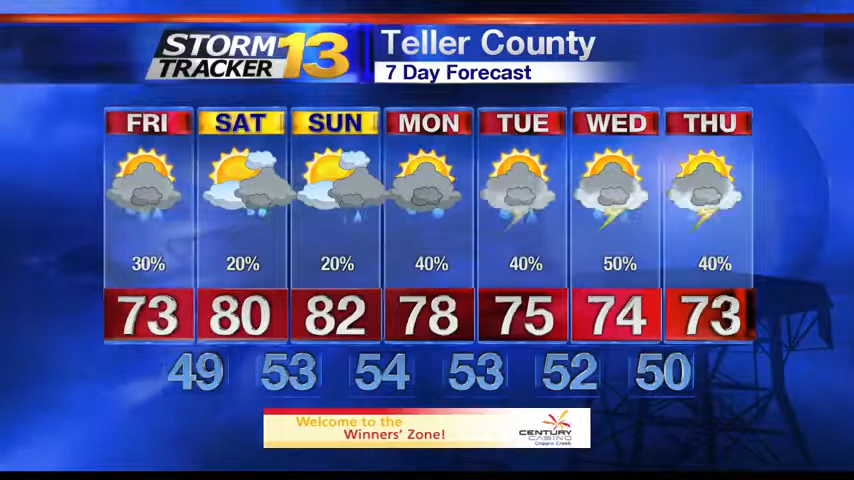 STORM
TRACKER 13
Teller County
7 Day Forecast
FRI SAT SUN MON TUE WED THU
30% 20% 20% 40% 40% 50% 40%
73 80 82 78 75 74 73
49 53 54 53 52 50
Welcome to the
Winners' Zone!
CENTURY
CASINO
Cripple Creek